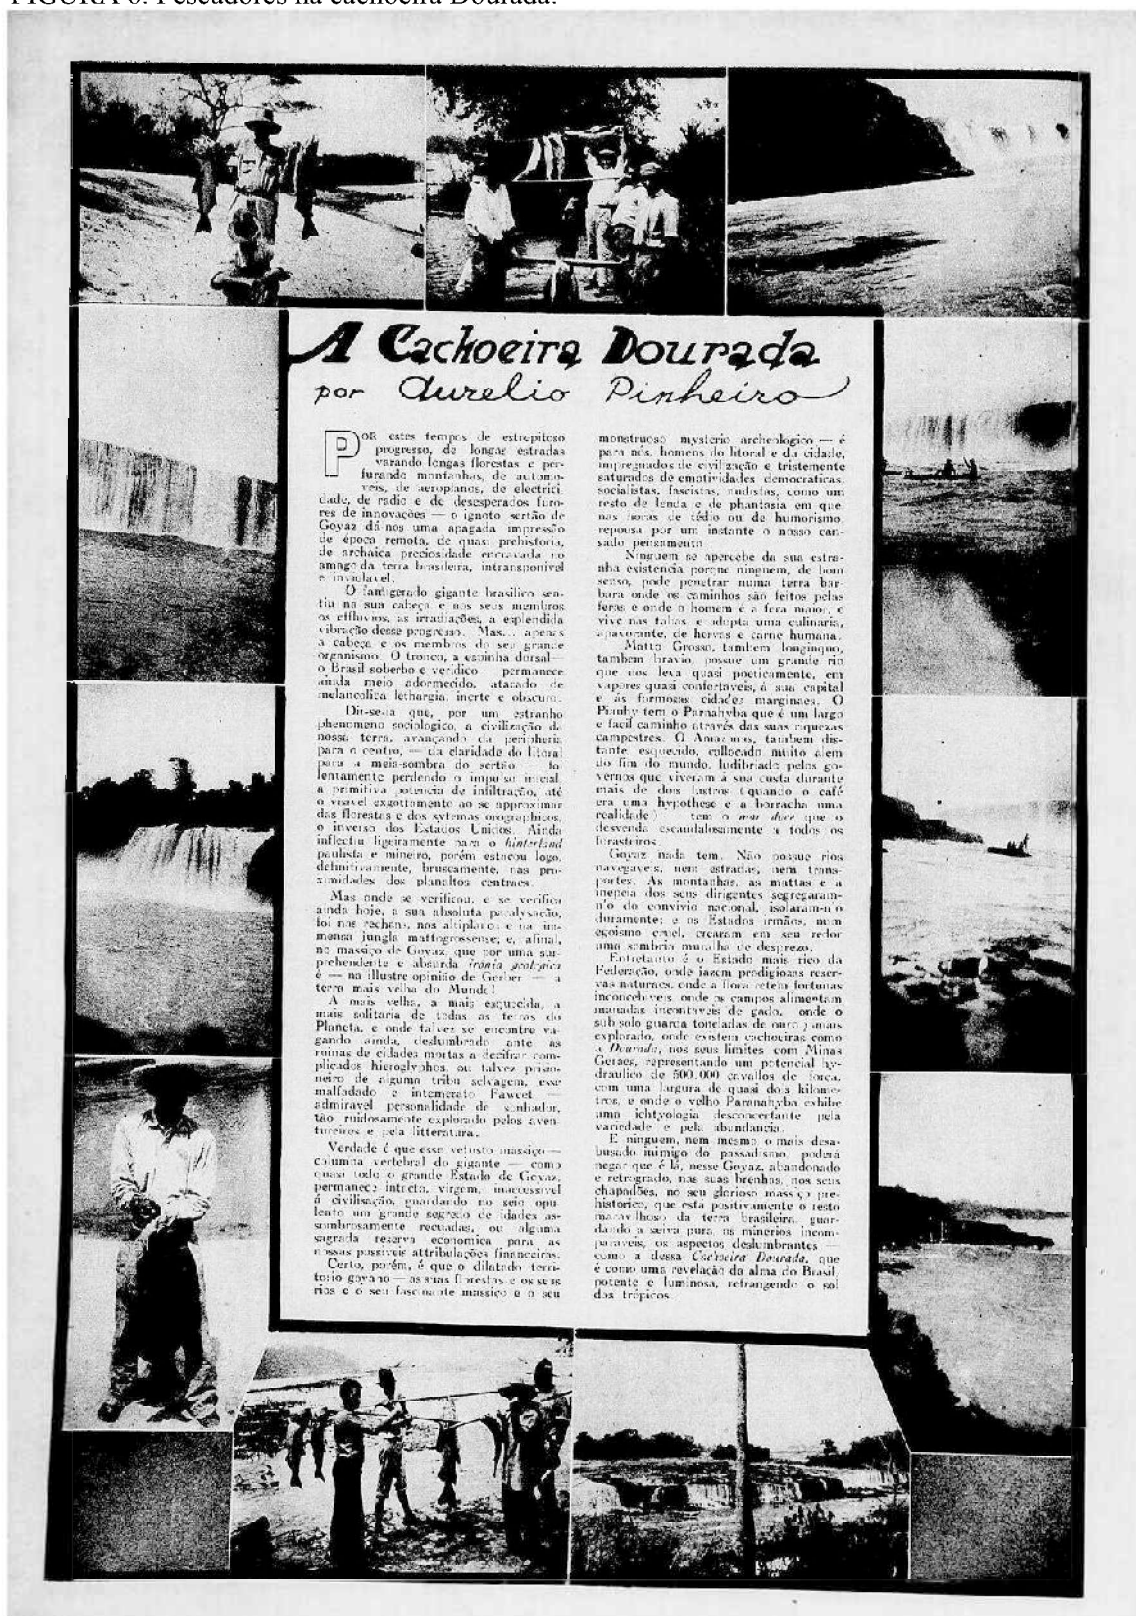 FIGURA 6: Pescadores na cachoeira Dourada.
A Cachoeira Dourada
por Aurelio Pinheiro
POR estes tempos de estrepitoso
progresso, de longas estradas
varando longas florestas e per-
furando montanhas, de automo-
veis, de aeroplanos, de electrici-
dade, de radio e de desesperados furo-
res de innovações — o ignoto sertão de
Goyaz dá-nos uma apagada impressão
de época remota, de quasi prehistoria,
de archaica preciosidade encravada no
amago da terra brasileira, intransponivel
e inviolavel.
O fantigerado gigante brasilico sen-
tiu na sua cabeça e nos seus membros
os effluvios, as irradiações, a esplendida
vibração desse progresso. Mas... apenas
a cabeça e os membros do seu grande
organismo. O tronco, a espinha dorsal—
o Brasil soberbo e veridico — permanece
ainda meio adormecido, atacado de
melancolica lethargia, inerte e obscuro.
Dir-se-ia que, por um estranho
phenomeno sociologico, a civilização da
nossa terra, avançando da peripheria
para o centro, — da claridade do litoral
para a meia-sombra do sertão — foi
lentamente perdendo o impulso inicial,
a primitiva potencia de infiltração, até
o visivel exgottamento ao se approximar
das florestas e dos sytemas orographicos,
o inverso dos Estados Unidos. Ainda
inflectiu ligeiramente para o hinterland
paulista e mineiro, porém estacou logo,
definitivamente, bruscamente, nas pro-
ximidades dos planaltos centraes.
Mas onde se verificou, e se verifica
ainda hoje, a sua absoluta paralysação,
foi nos rechans, nos altiplanos e na im-
mensa jungla mattogrossense; e, afinal,
no massiço de Goyaz, que por uma sur-
prehendente e absurda ironia geologica
é — na illustre opinião de Gerber — a
terra mais velha do Mundo!
A mais velha, a mais esquecida, a
mais solitaria de todas as terras do
Planeta, e onde talvez se encontre va-
gando ainda, deslumbrado ante as
ruinas de cidades mortas a decifrar com-
plicados hieroglyphos, ou talvez prisio-
neiro de alguma tribu selvagem, esse
malfadado e intemerato Fawcet —
admiravel personalidade de sonhador,
tão ruidosamente explorado pelos aven-
tureiros e pela litteratura.
Verdade é que esse vetusto massiço—
columna vertebral do gigante — como
quasi todo o grande Estado de Goyaz,
permanece intacta, virgem, inaccessivel
á civilisação, guardando no seio opu-
lento um grande segredo de idades as-
sombrosamente recuadas, ou alguma
sagrada reserva economica para as
nossas possiveis attribulações financeiras.
Certo, porém, é que o dilatado terri-
torio goyano — as suas florestas e os seus
rios e o seu fascinante massiço e o seu
monstruoso mysterio archeologico — é
para nós, homens do litoral e da cidade,
impregnados de civilização e tristemente
saturados de emotividades democraticas,
socialistas, fascistas, nudistas, como um
resto de lenda e de phantasia em que
nas horas de tédio ou de humorismo
repousa por um instante o nosso can-
sado pensamento.
Ninguem se apercebe da sua estra-
nha existencia porque ninguem, de bom
senso, pode penetrar numa terra bar-
bara onde os caminhos são feitos pelas
feras e onde o homem é a fera maior, e
vive nas tabas, e adopta uma culinaria,
apavorante, de hervas e carne humana.
Matto Grosso, tambem longinquo,
tambem bravio, possue um grande rio
que nos leva quasi poeticamente, em
vapores quasi confortaveis, á sua capital
e ás formosas cidades marginaes. O
Piauhy tem o Parnahyba que é um largo
e facil caminho através das suas riquezas
campestres. O Amazonas, tambem dis-
tante esquecido, collocado muito alem
do fim do mundo, ludibriado pelos go-
vernos que viveram á sua custa durante
mais de dois lustros (quando o café
era uma hypothese e a borracha uma
realidade) — tem o mar doce que o
desvenda escandalosamente a todos os
forasteiros.
Goyaz nada tem. Não possue rios
navegaveis, nem estradas, nem trans-
portes. As montanhas, as mattas e a
inepcia dos seus dirigentes segregaram-
n'o do convivio nacional, isolaram-n'o
duramente; e os Estados irmãos, num
egoismo cruel, crearam em seu redor
uma sombria muralha de desprezo.
Entretanto é o Estado mais rico da
Federação, onde jazem prodigiosas reser-
vas naturaes, onde a flora retem fortunas
inconcebiveis, onde os campos alimentam
manadas incontaveis de gado, onde o
sub-solo guarda toneladas de ouro jamais
explorado, onde existem cachoeiras como
a Dourada, nos seus limites com Minas
Geraes, representando um potencial hy-
draulico de 500.000 cavallos de força,
com uma largura de quasi dois kilome-
tros, e onde o velho Paranahyba exhibe
uma ichtyologia desconcertante pela
variedade e pela abundancia.
E ninguem, nem mesmo o mais desa-
busado inimigo do passadismo, poderá
negar que é lá, nesse Goyaz, abandonado
e retrogrado, nas suas brenhas, nos seus
chapadões, no seu glorioso massiço pre-
historico, que está positivamente o resto
maravilhoso da terra brasileira, guar-
dando a seiva pura, os minerios incom-
paraveis, os aspectos deslumbrantes —
como a dessa Cachoeira Dourada, que
é como uma revelação da alma do Brasil,
potente e luminosa, refrangendo o sol
dos trópicos.